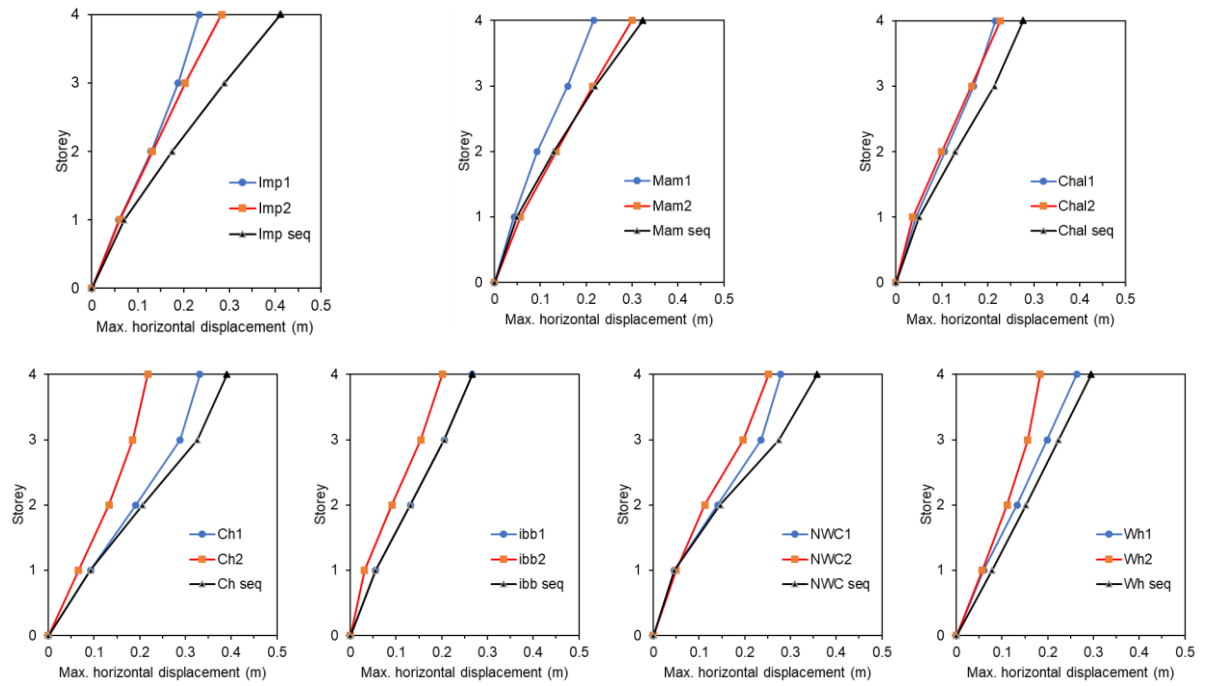 4
3
2
1
0
Storey
Imp1
Imp2
Imp seq
0 0.1 0.2 0.3 0.4 0.5
Max. horizontal displacement (m)
4
3
2
1
0
Storey
Mam1
Mam2
Mam seq
0 0.1 0.2 0.3 0.4 0.5
Max. horizontal displacement (m)
4
3
2
1
0
Storey
Chal1
Chal2
Chal seq
0 0.1 0.2 0.3 0.4 0.5
Max. horizontal displacement (m)
4
3
2
1
0
Storey
Ch1
Ch2
Ch seq
0 0.1 0.2 0.3 0.4 0.5
Max. horizontal displacement (m)
4
3
2
1
0
Storey
ibb1
ibb2
ibb seq
0 0.1 0.2 0.3 0.4 0.5
Max. horizontal displacement (m)
4
3
2
1
0
Storey
NWC1
NWC2
NWC seq
0 0.1 0.2 0.3 0.4 0.5
Max. horizontal displacement (m)
4
3
2
1
0
Storey
Wh1
Wh2
Wh seq
0 0.1 0.2 0.3 0.4 0.5
Max. horizontal displacement (m)